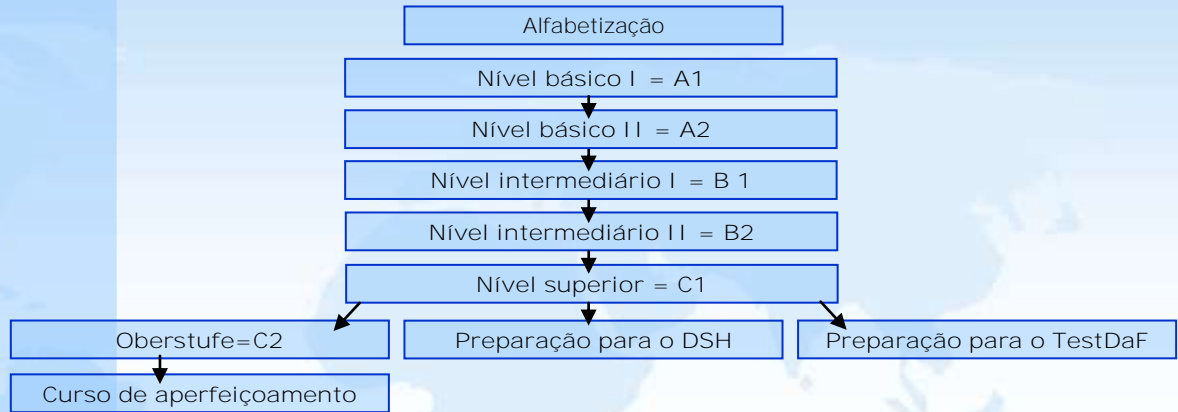 Alfabetização
Nível básico I = A1
Nível básico II = A2
Nível intermediário I = B 1
Nível intermediário II = B2
Nível superior = C1
Oberstufe=C2
Preparação para o DSH
Preparação para o TestDaF
Curso de aperfeiçoamento